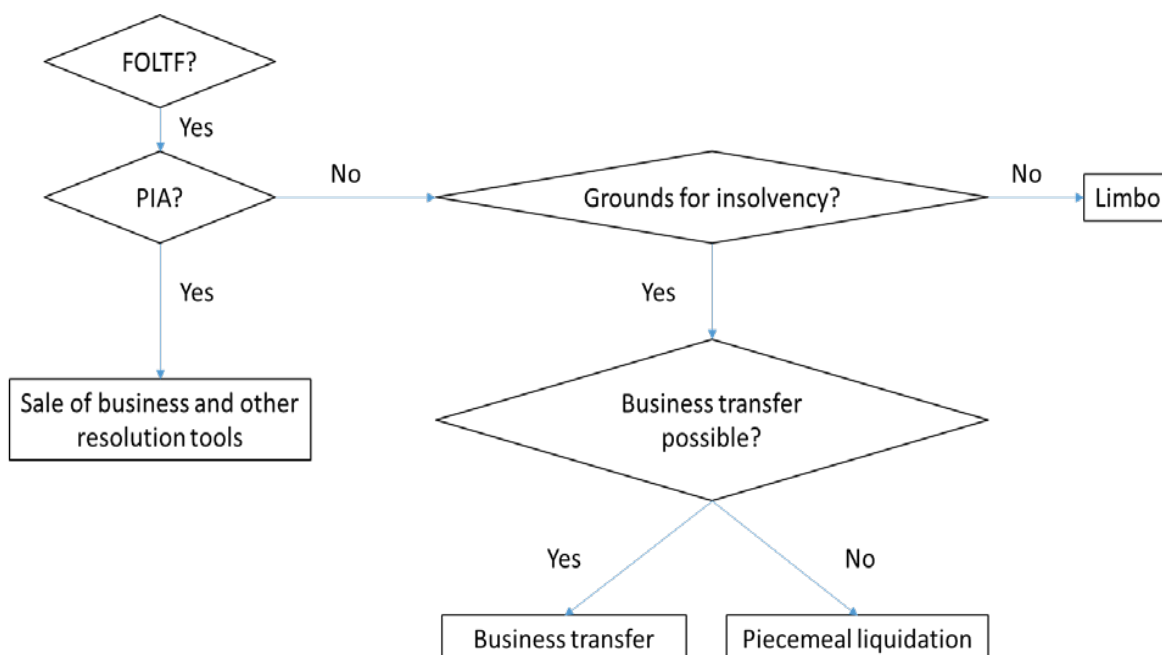 FOLTF?
Yes
PIA?
No
Grounds for insolvency?
No
Limbo
Yes
Yes
Sale of business and other
resolution tools
Business transfer
possible?
Yes
No
Business transfer
Piecemeal liquidation